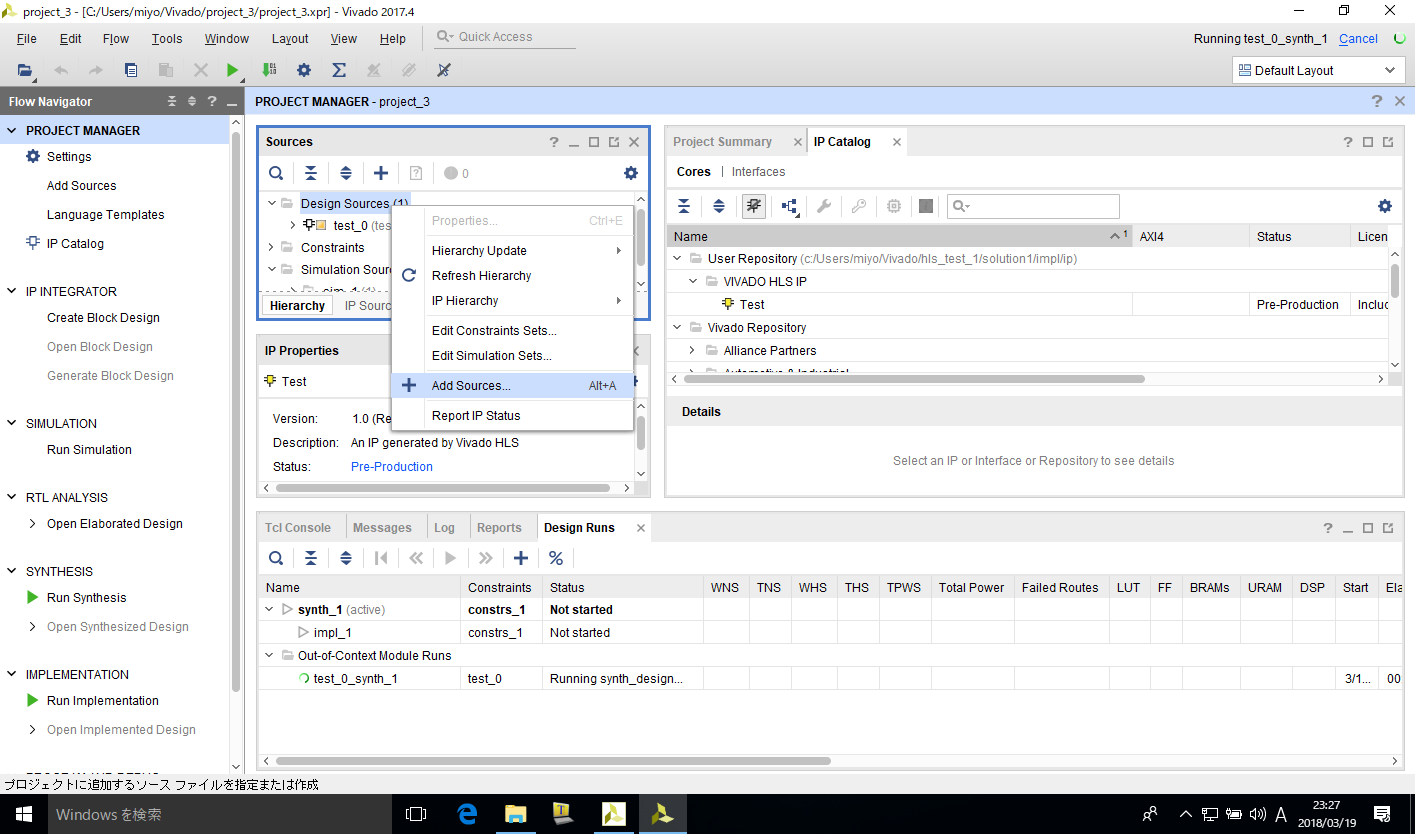 project_3 - [C:/Users/miyo/Vivado/project_3/project_3.xpr] - Vivado 2017.4
File Edit Flow Tools Window Layout View Help Quick Access
Running test_0_synth_1 Cancel
Default Layout
Flow Navigator
PROJECT MANAGER - project_3
PROJECT MANAGER
Settings
Add Sources
Language Templates
IP Catalog
IP INTEGRATOR
Create Block Design
Open Block Design
Generate Block Design
SIMULATION
Run Simulation
RTL ANALYSIS
Open Elaborated Design
SYNTHESIS
Run Synthesis
Open Synthesized Design
IMPLEMENTATION
Run Implementation
Open Implemented Design
Sources
0
Design Sources (1)
test_0 (tes
Constraints
Simulation Sour
sim_1 (1)
Hierarchy IP Sourc
Properties... Ctrl+E
Hierarchy Update
Refresh Hierarchy
IP Hierarchy
Edit Constraints Sets...
Edit Simulation Sets...
Add Sources... Alt+A
Report IP Status
IP Properties
Test
Version: 1.0 (Re
Description: An IP generated by Vivado HLS
Status: Pre-Production
Project Summary IP Catalog
Cores | Interfaces
Name 1 AXI4 Status Licen
User Repository (c:/Users/miyo/Vivado/hls_test_1/solution1/impl/ip)
VIVADO HLS IP
Test Pre-Production Includ
Vivado Repository
Alliance Partners
Automotive & Industrial
Details
Select an IP or Interface or Repository to see details
Tcl Console Messages Log Reports Design Runs
Name Constraints Status WNS TNS WHS THS TPWS Total Power Failed Routes LUT FF BRAMs URAM DSP Start Ela
synth_1 (active) constrs_1 Not started
impl_1 constrs_1 Not started
Out-of-Context Module Runs
test_0_synth_1 test_0 Running synth_design... 3/1... 00
プロジェクトに追加するソース ファイルを指定または作成
Windows を検索
A
23:27
2018/03/19